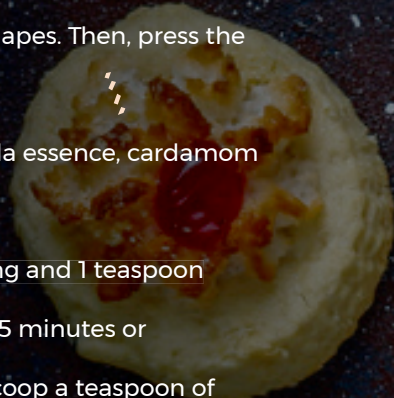 apes. Then, press the
la essence, cardamom
ng and 1 teaspoon
5 minutes or
coop a teaspoon of